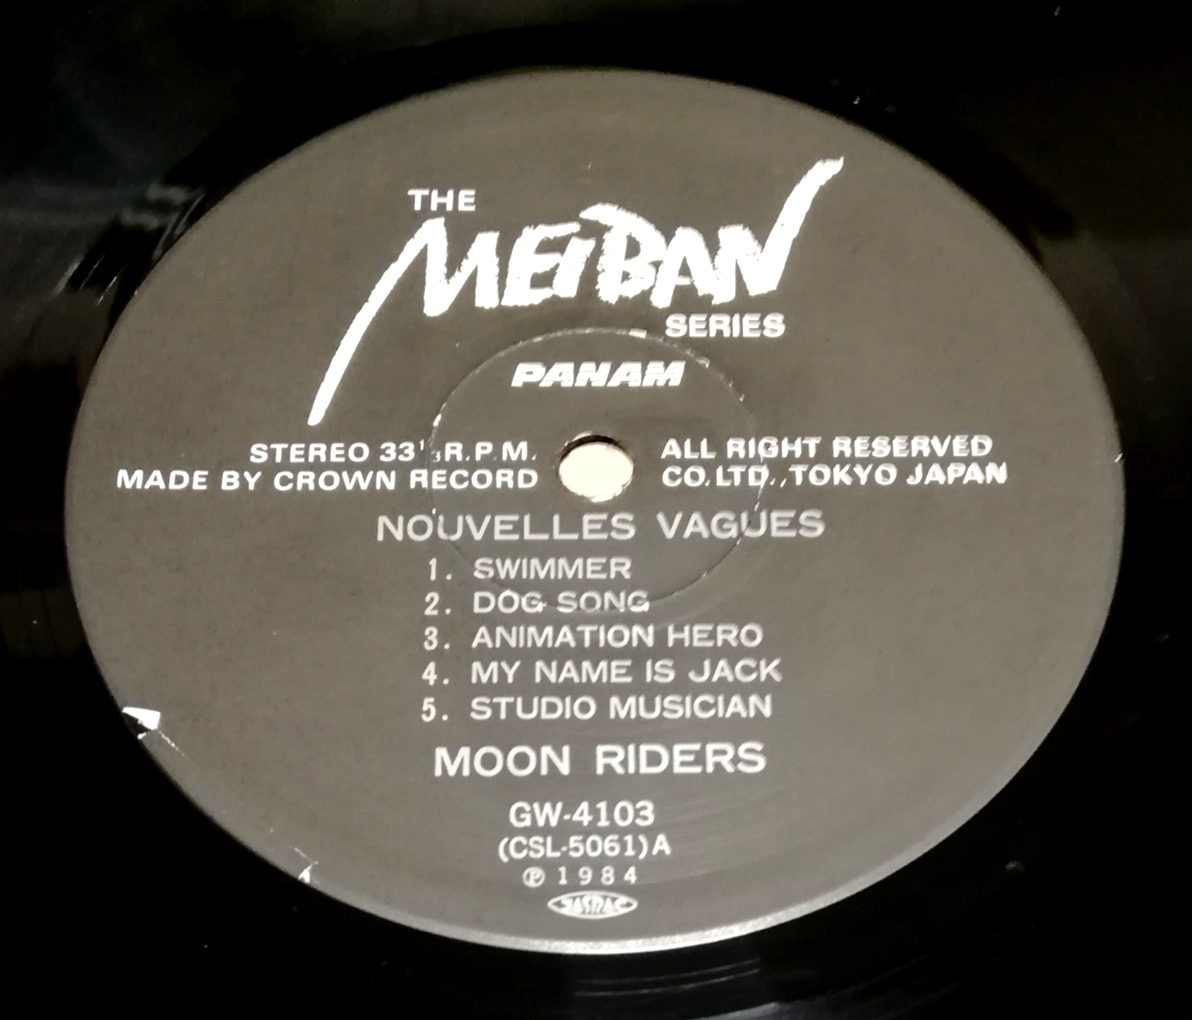 THE
MEIBAN
SERIES
PANAM
STEREO 33⅓R.P.M. ALL RIGHT RESERVED
MADE BY CROWN RECORD CO.LTD., TOKYO JAPAN
NOUVELLES VAGUES
1. SWIMMER
2. DOG SONG
3. ANIMATION HERO
4. MY NAME IS JACK
5. STUDIO MUSICIAN
MOON RIDERS
GW-4103
(CSL-5061)A
℗ 1984
JASRAC